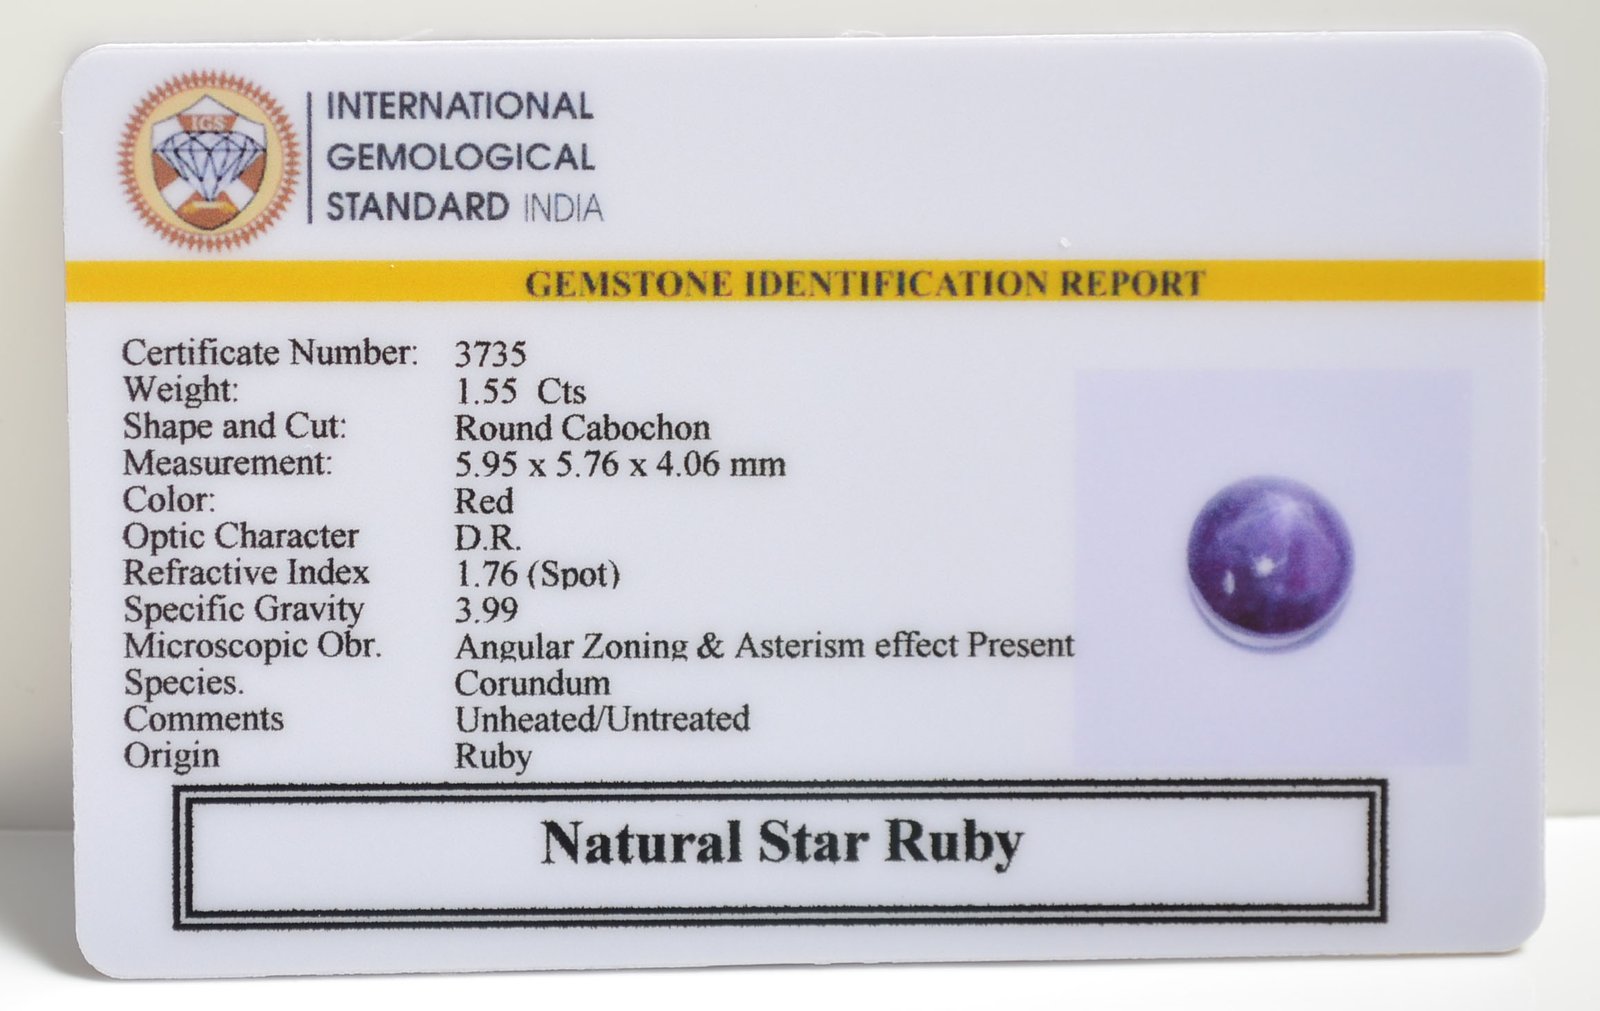 IGS
INTERNATIONAL
GEMOLOGICAL
STANDARD INDIA
GEMSTONE IDENTIFICATION REPORT
Certificate Number: 3735
Weight: 1.55 Cts
Shape and Cut: Round Cabochon
Measurement: 5.95 x 5.76 x 4.06 mm
Color: Red
Optic Character D.R.
Refractive Index 1.76 (Spot)
Specific Gravity 3.99
Microscopic Obr. Angular Zoning & Asterism effect Present
Species. Corundum
Comments Unheated/Untreated
Origin Ruby
Natural Star Ruby